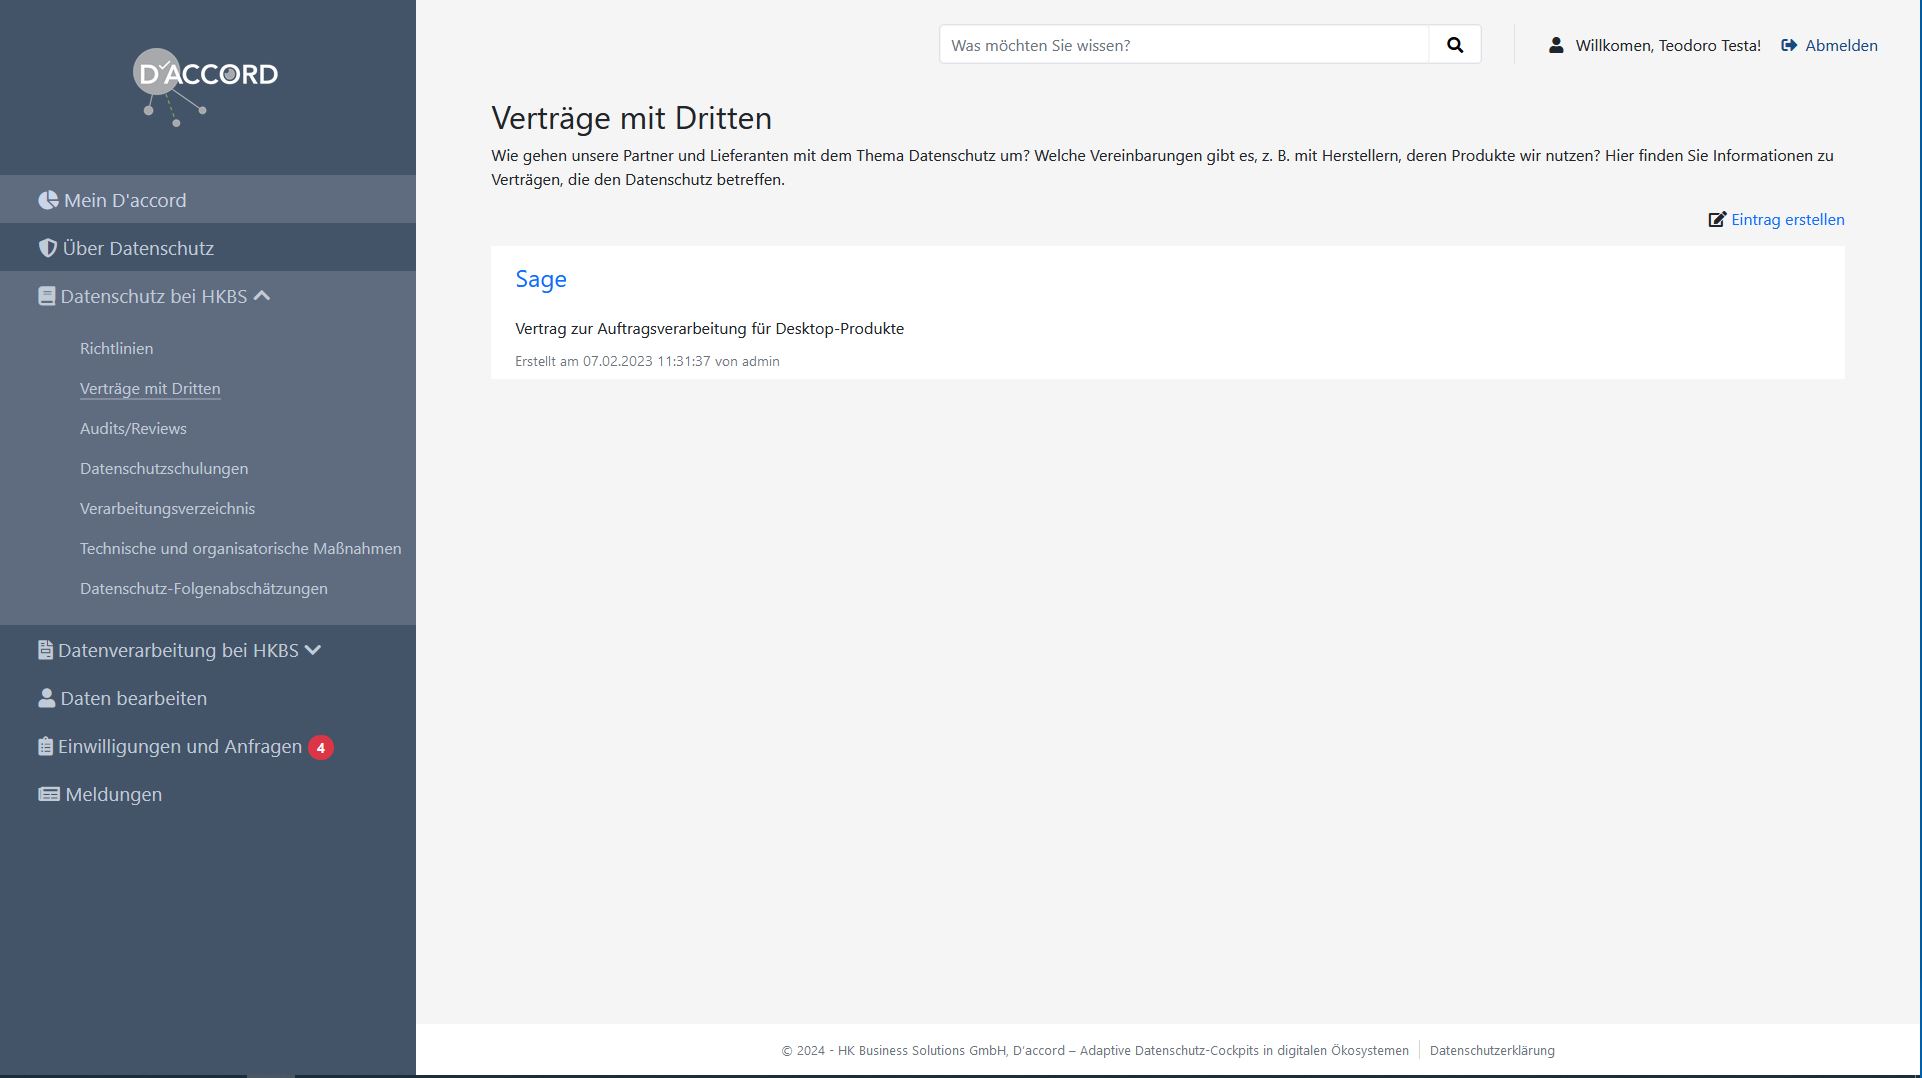 D'ACCORD
Mein D'accord
Über Datenschutz
Datenschutz bei HKBS
Richtlinien
Verträge mit Dritten
Audits/Reviews
Datenschutzschulungen
Verarbeitungsverzeichnis
Technische und organisatorische Maßnahmen
Datenschutz-Folgenabschätzungen
Datenverarbeitung bei HKBS
Daten bearbeiten
Einwilligungen und Anfragen 4
Meldungen
Was möchten Sie wissen?
Willkomen, Teodoro Testa! Abmelden
Verträge mit Dritten
Wie gehen unsere Partner und Lieferanten mit dem Thema Datenschutz um? Welche Vereinbarungen gibt es, z. B. mit Herstellern, deren Produkte wir nutzen? Hier finden Sie Informationen zu
Verträgen, die den Datenschutz betreffen.
Eintrag erstellen
Sage
Vertrag zur Auftragsverarbeitung für Desktop-Produkte
Erstellt am 07.02.2023 11:31:37 von admin
© 2024 - HK Business Solutions GmbH, D'accord – Adaptive Datenschutz-Cockpits in digitalen Ökosystemen Datenschutzerklärung